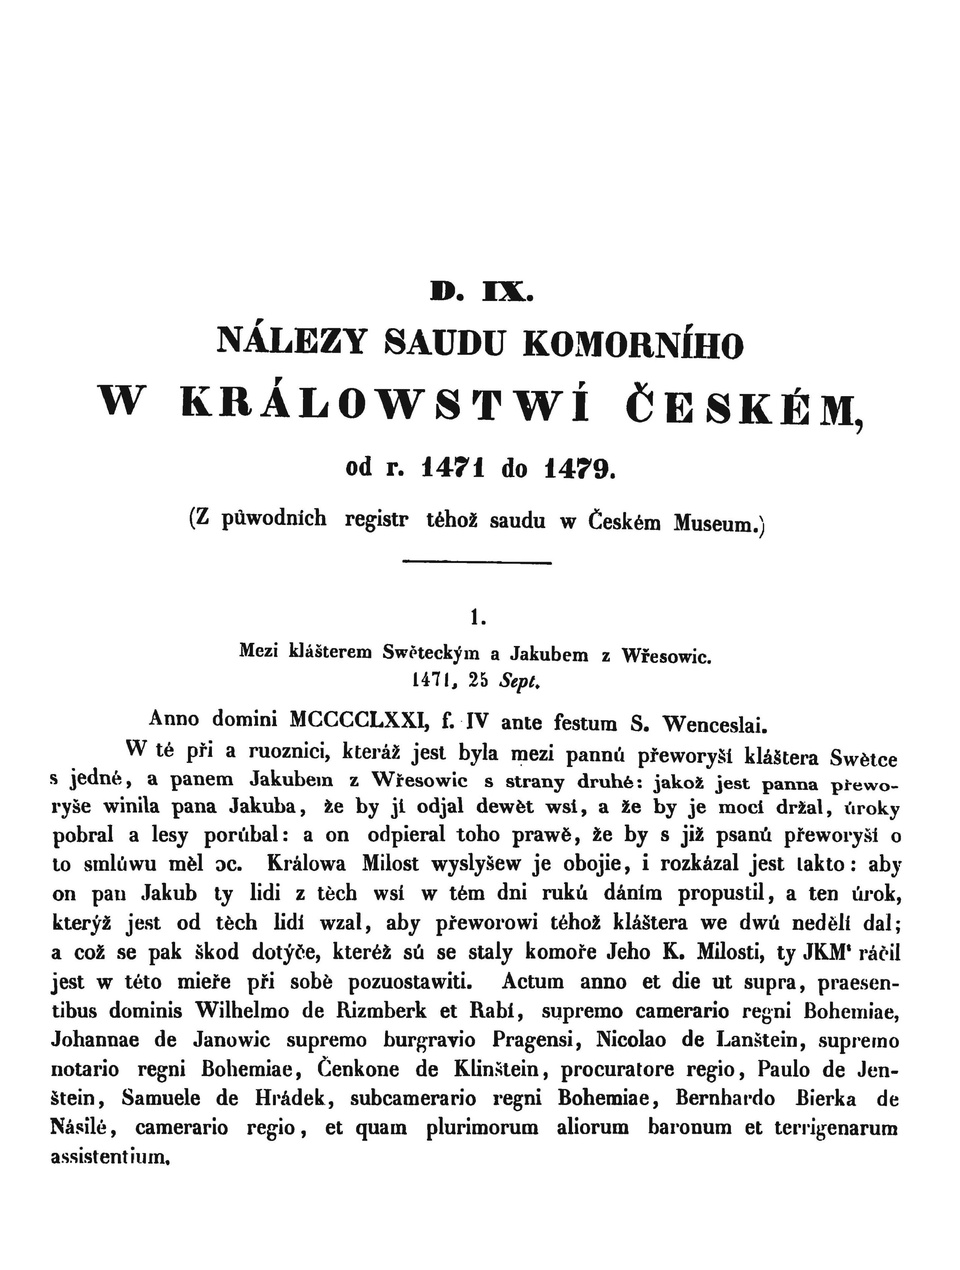 D. IX.
NÁLEZY SAUDU KOMORNÍHO
W KRÁLOWSTWÍ ČESKÉM,
od r. 1471 do 1479.
(Z půwodních registr téhož saudu w Českém Museum.)
1.
Mezi klášterem Swěteckým a Jakubem z Wřesowic.
1471, 25 Sept.
Anno domini MCCCCLXXI, f. IV ante festum S. Wenceslai.
W té při a ruoznici, kteráž jest byla mezi pannú přeworyší kláštera Swětce
s jedné, a panem Jakubem z Wřesowic s strany druhé: jakož jest panna přewo-
ryše winila pana Jakuba, že by jí odjal dewět wsí, a že by je mocí držal, úroky
pobral a lesy porúbal: a on odpieral toho prawě, že by s již psanú přeworyší o
to smlúwu měl ɔc. Králowa Milost wyslyšew je obojie, i rozkázal jest takto: aby
on pan Jakub ty lidi z těch wsí w tém dni rukú dáním propustil, a ten úrok,
kterýž jest od těch lidí wzal, aby přeworowi téhož kláštera we dwú neděli dal;
a což se pak škod dotýče, kteréž sú se staly komoře Jeho K. Milosti, ty JKMᵗ ráčil
jest w této mieře při sobě pozuostawiti. Actum anno et die ut supra, praesen-
tibus dominis Wilhelmo de Rizmberk et Rabí, supremo camerario regni Bohemiae,
Johannae de Janowic supremo burgravio Pragensi, Nicolao de Lanštein, supremo
notario regni Bohemiae, Čenkone de Klinštein, procuratore regio, Paulo de Jen-
štein, Samuele de Hrádek, subcamerario regni Bohemiae, Bernhardo Bierka de
Násilé, camerario regio, et quam plurimorum aliorum baronum et terrigenarum
assistentium.